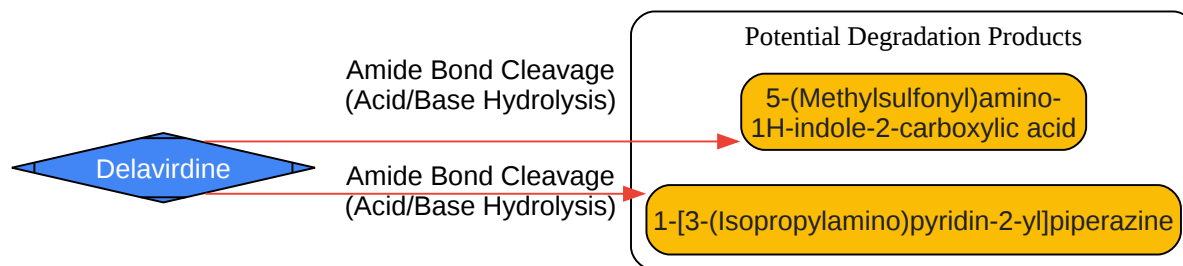 Potential Degradation Products
Amide Bond Cleavage
(Acid/Base Hydrolysis)
5-(Methylsulfonyl)amino-
1H-indole-2-carboxylic acid
Delavirdine
Amide Bond Cleavage
(Acid/Base Hydrolysis)
1-[3-(Isopropylamino)pyridin-2-yl]piperazine